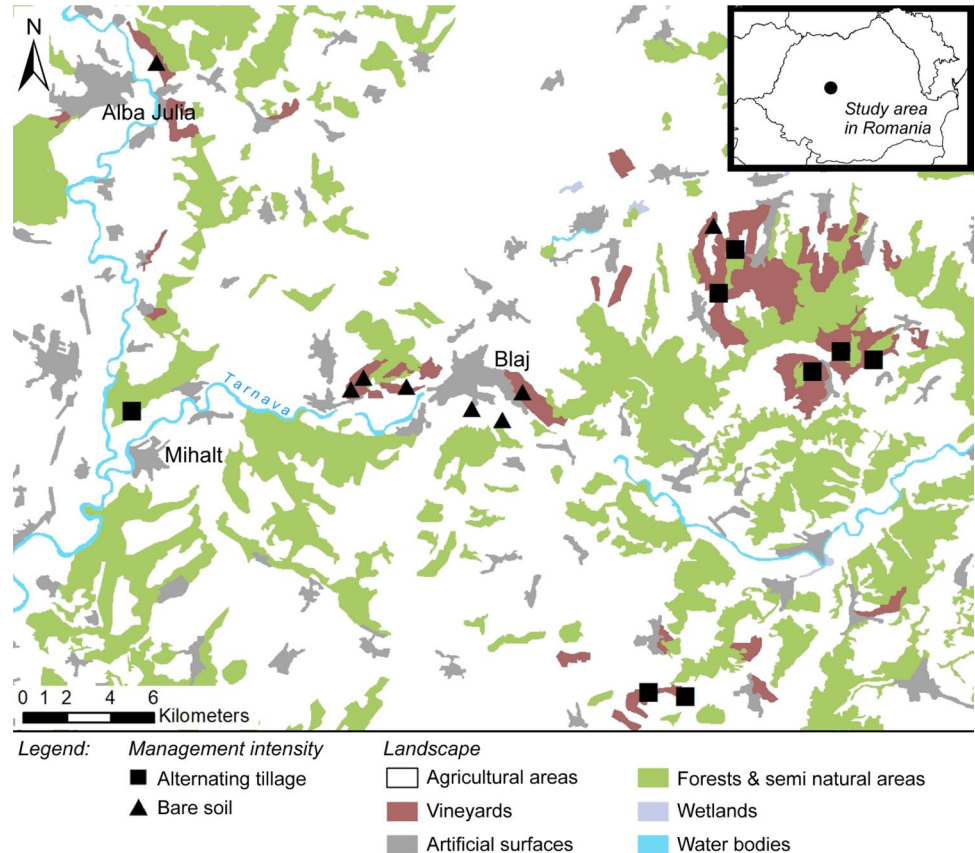 N
Alba Julia
Study area
in Romania
Blaj
Tarnava
Mihalt
0 2 4 6
Kilometers
Legend: Management intensity Landscape
Alternating tillage Agricultural areas Forests & semi natural areas
Bare soil Vineyards Wetlands
Artificial surfaces Water bodies